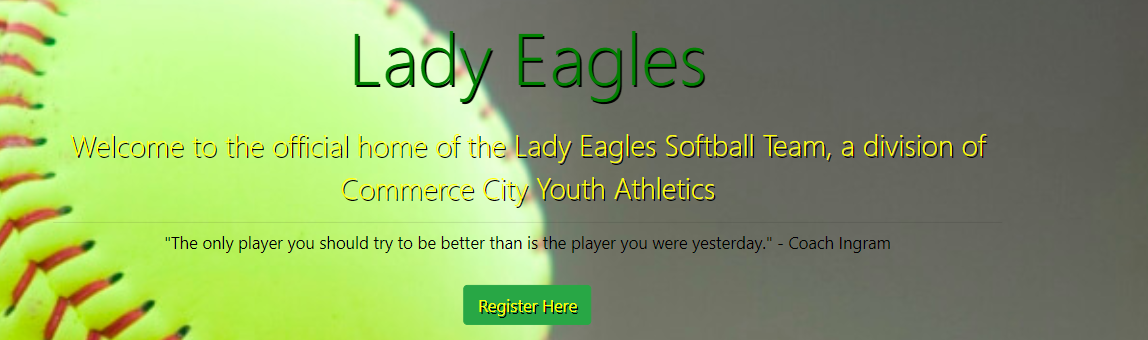 Lady Eagles
Welcome to the official home of the Lady Eagles Softball Team, a division of
Commerce City Youth Athletics
"The only player you should try to be better than is the player you were yesterday." - Coach Ingram
Register Here